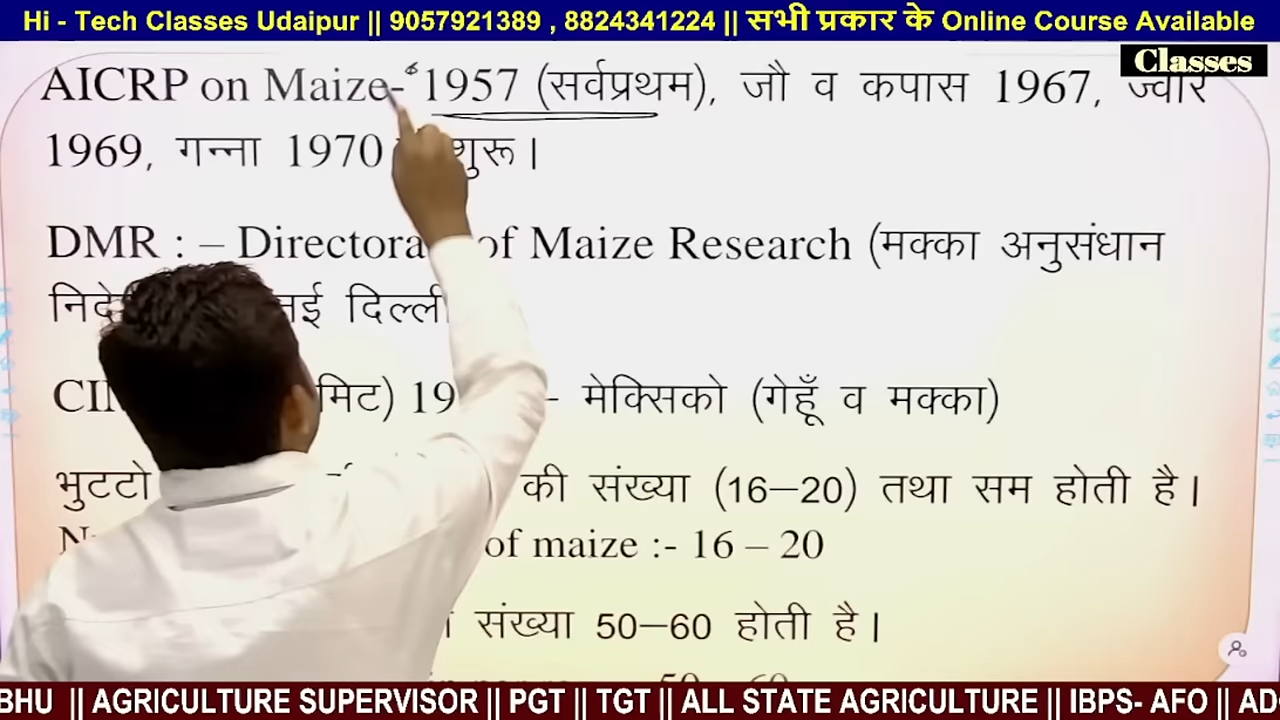 Hi - Tech Classes Udaipur || 9057921389 , 8824341224 || सभी प्रकार के Online Course Available
Classes
AICRP on Maize- 1957 (सर्वप्रथम), जौ व कपास 1967, ज्वार
1969, गन्ना 1970 शुरू।
DMR : – Directora of Maize Research (मक्का अनुसंधान
निदे नई दिल्ली
CIM मिट) 19 - मेक्सिको (गेहूँ व मक्का)
भुटटो की संख्या (16–20) तथा सम होती है।
of maize :- 16 – 20
संख्या 50–60 होती है।
BHU || AGRICULTURE SUPERVISOR || PGT || TGT || ALL STATE AGRICULTURE || IBPS- AFO || AD